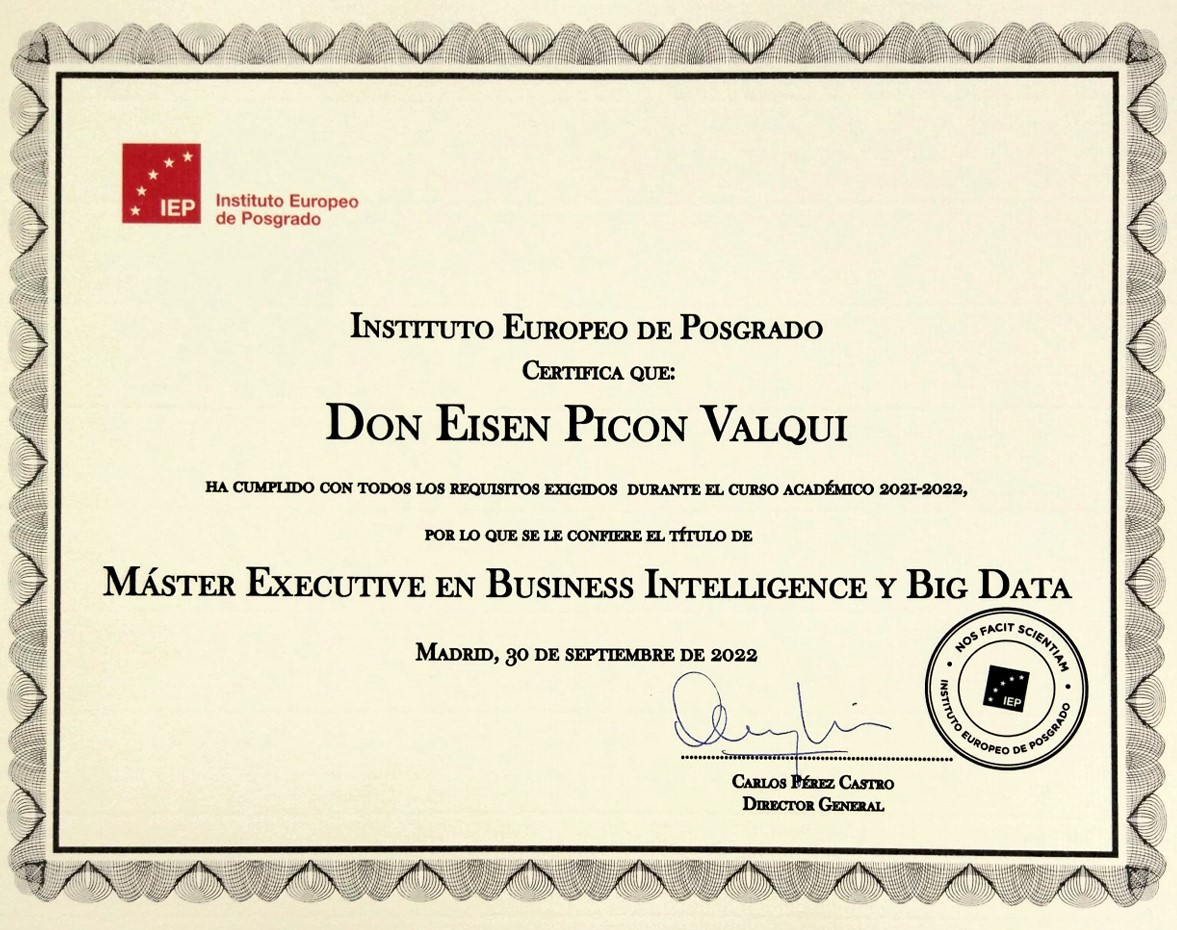 IEP
Instituto Europeo
de Posgrado
Instituto Europeo de Posgrado
Certifica que:
Don Eisen Picon Valqui
ha cumplido con todos los requisitos exigidos durante el curso académico 2021-2022,
por lo que se le confiere el título de
Máster Executive en Business Intelligence y Big Data
Madrid, 30 de septiembre de 2022
NOS FACIT SCIENTIAM
IEP
INSTITUTO EUROPEO DE POSGRADO
Carlos Pérez Castro
Director General